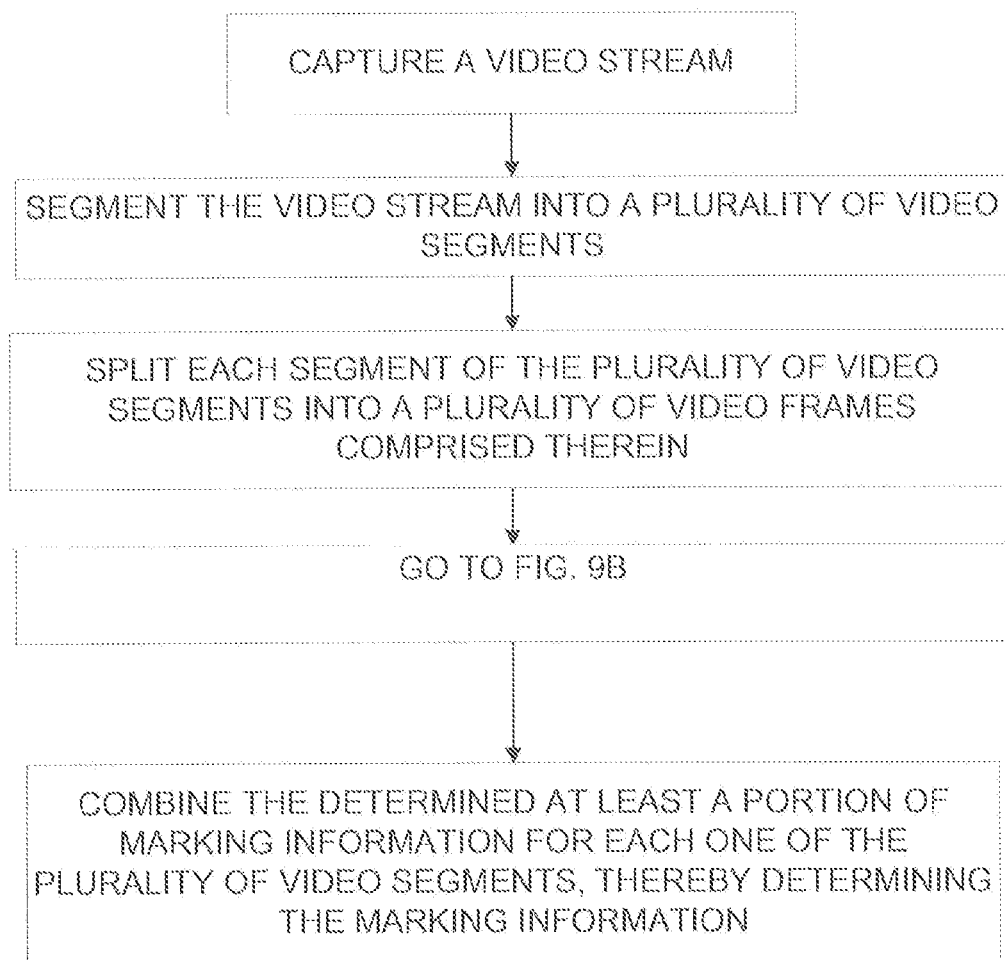 CAPTURE A VIDEO STREAM
SEGMENT THE VIDEO STREAM INTO A PLURALITY OF VIDEO
SEGMENTS
SPLIT EACH SEGMENT OF THE PLURALITY OF VIDEO
SEGMENTS INTO A PLURALITY OF VIDEO FRAMES
COMPRISED THEREIN
GO TO FIG. 9B
COMBINE THE DETERMINED AT LEAST A PORTION OF
MARKING INFORMATION FOR EACH ONE OF THE
PLURALITY OF VIDEO SEGMENTS, THEREBY DETERMINING
THE MARKING INFORMATION